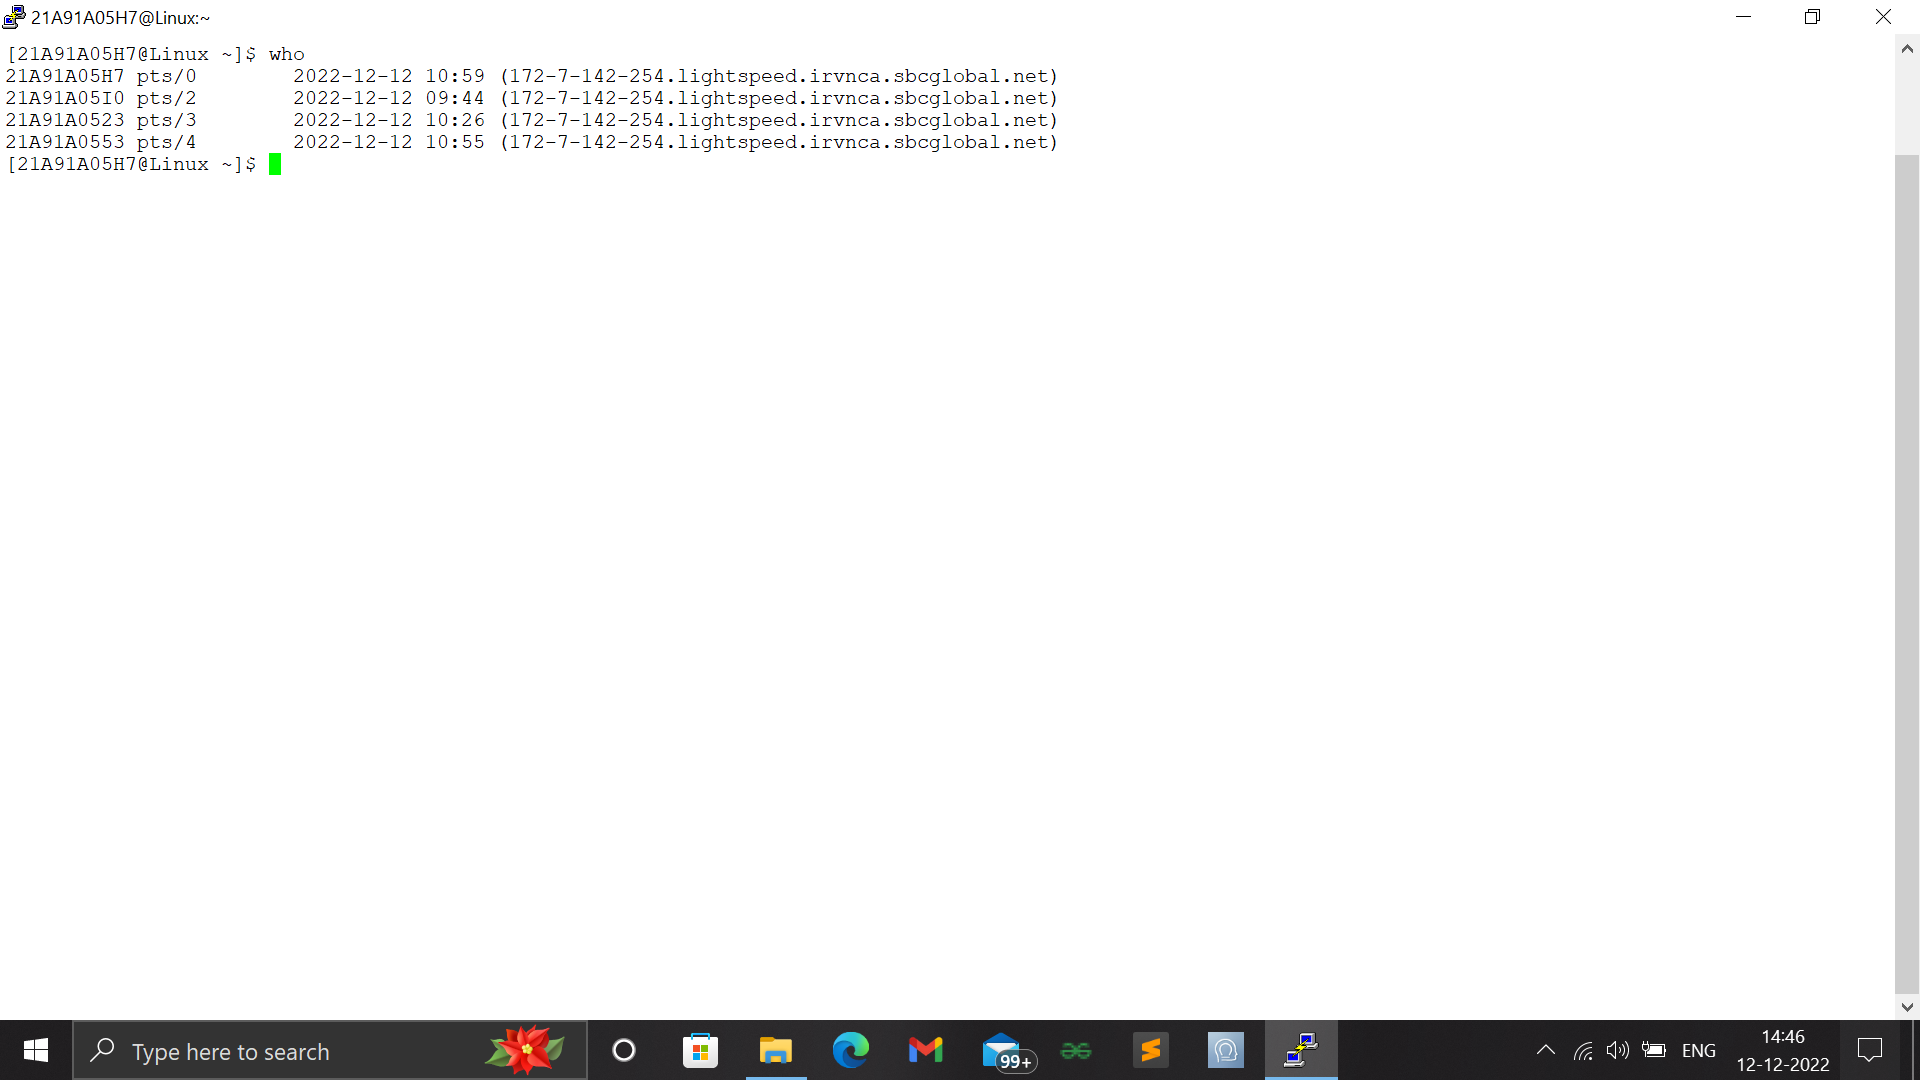 21A91A05H7@Linux:~
[21A91A05H7@Linux ~]$ who
21A91A05H7 pts/0        2022-12-12 10:59 (172-7-142-254.lightspeed.irvnca.sbcglobal.net)
21A91A05I0 pts/2        2022-12-12 09:44 (172-7-142-254.lightspeed.irvnca.sbcglobal.net)
21A91A0523 pts/3        2022-12-12 10:26 (172-7-142-254.lightspeed.irvnca.sbcglobal.net)
21A91A0553 pts/4        2022-12-12 10:55 (172-7-142-254.lightspeed.irvnca.sbcglobal.net)
[21A91A05H7@Linux ~]$
Type here to search
99+
ENG
14:46
12-12-2022